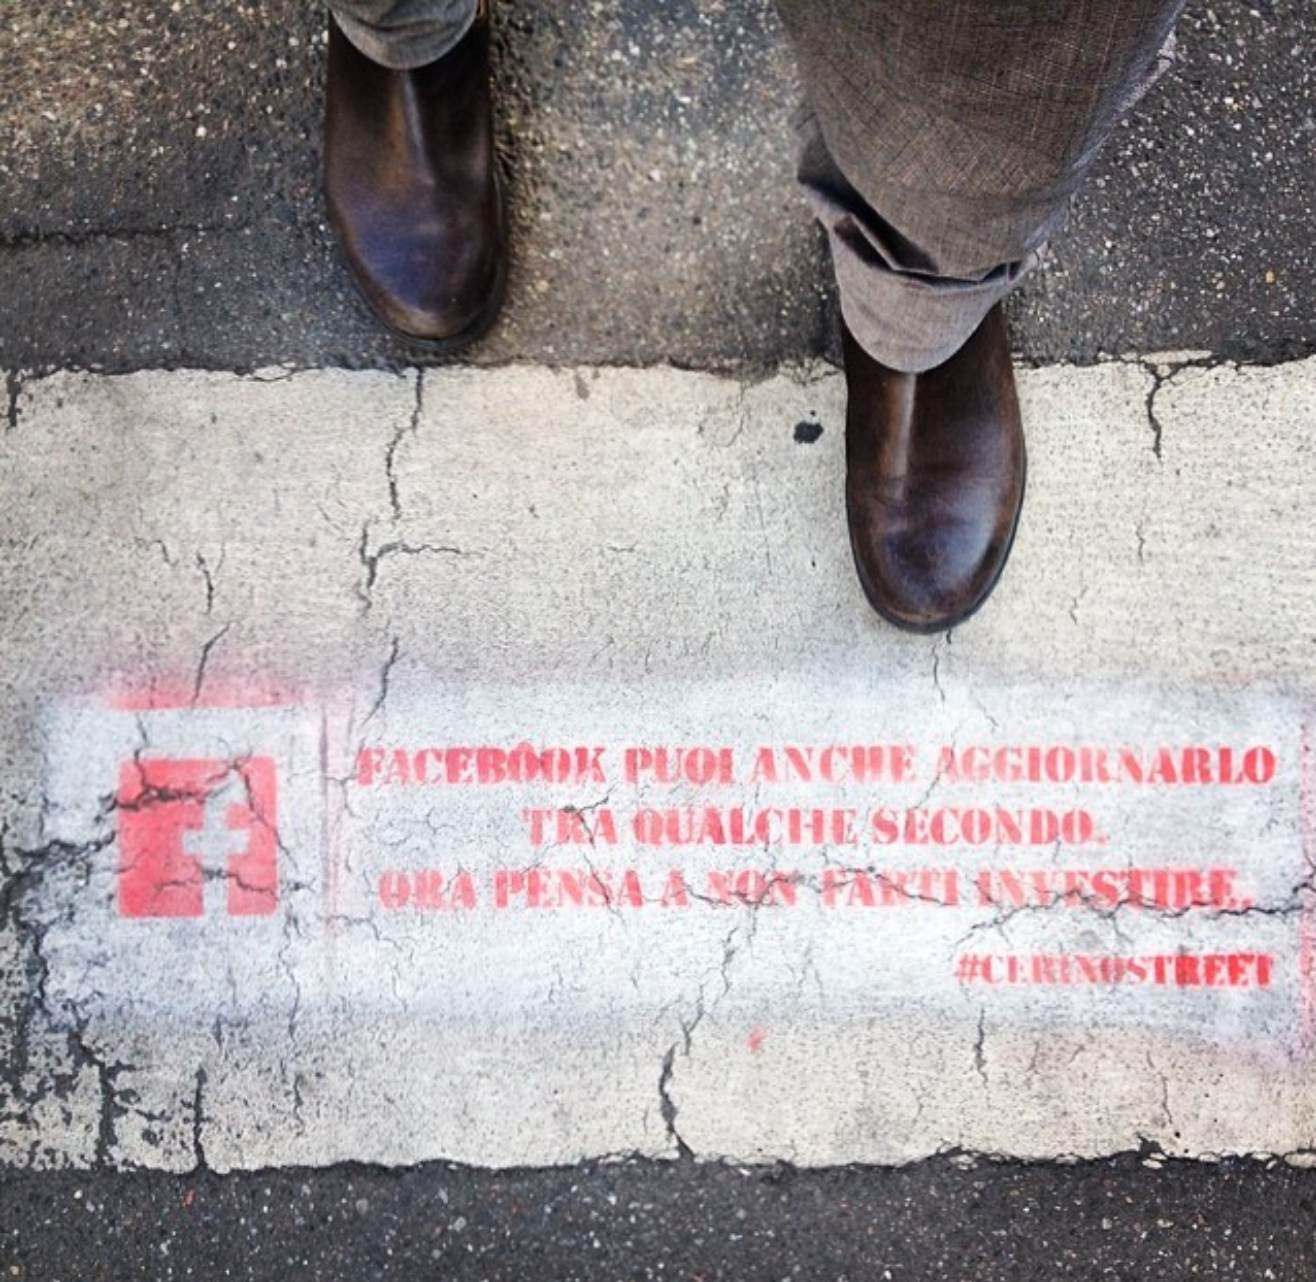 f
FACEBOOK PUOI ANCHE AGGIORNARLO
TRA QUALCHE SECONDO.
ORA PENSA A NON FARTI INVESTIRE.
#CERINOSTREET